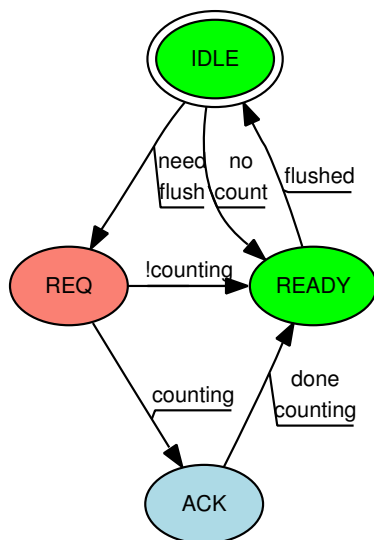 IDLE
need
flush
no
count
flushed
REQ
!counting
READY
counting
done
counting
ACK